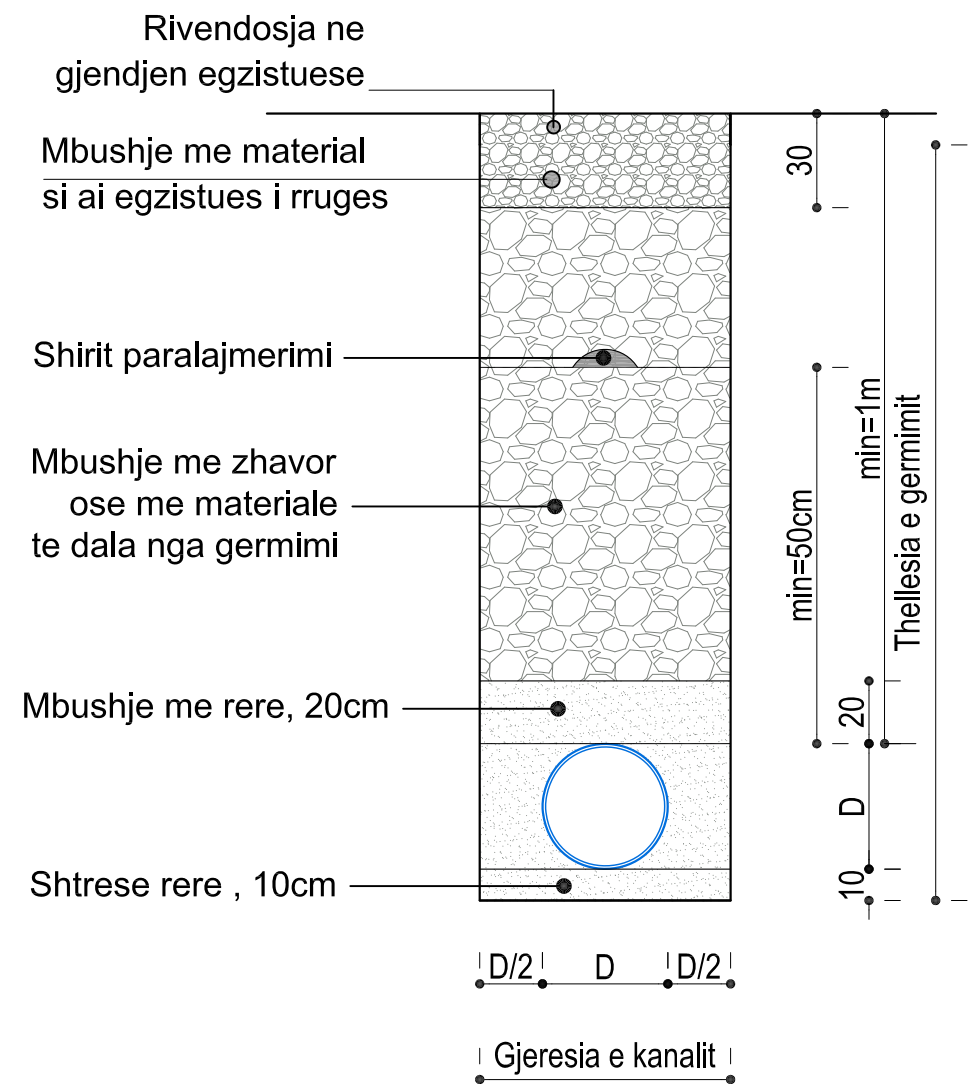 Rivendosja ne
gjendjen egzistuese
Mbushje me material
si ai egzistues i rruges
Shirit paralajmerimi
Mbushje me zhavor
ose me materiale
te dala nga germimi
Mbushje me rere, 20cm
Shtrese rere , 10cm
30
min=50cm
min=1m
Thellesia e germimit
20
D
10
D/2 D D/2
Gjeresia e kanalit